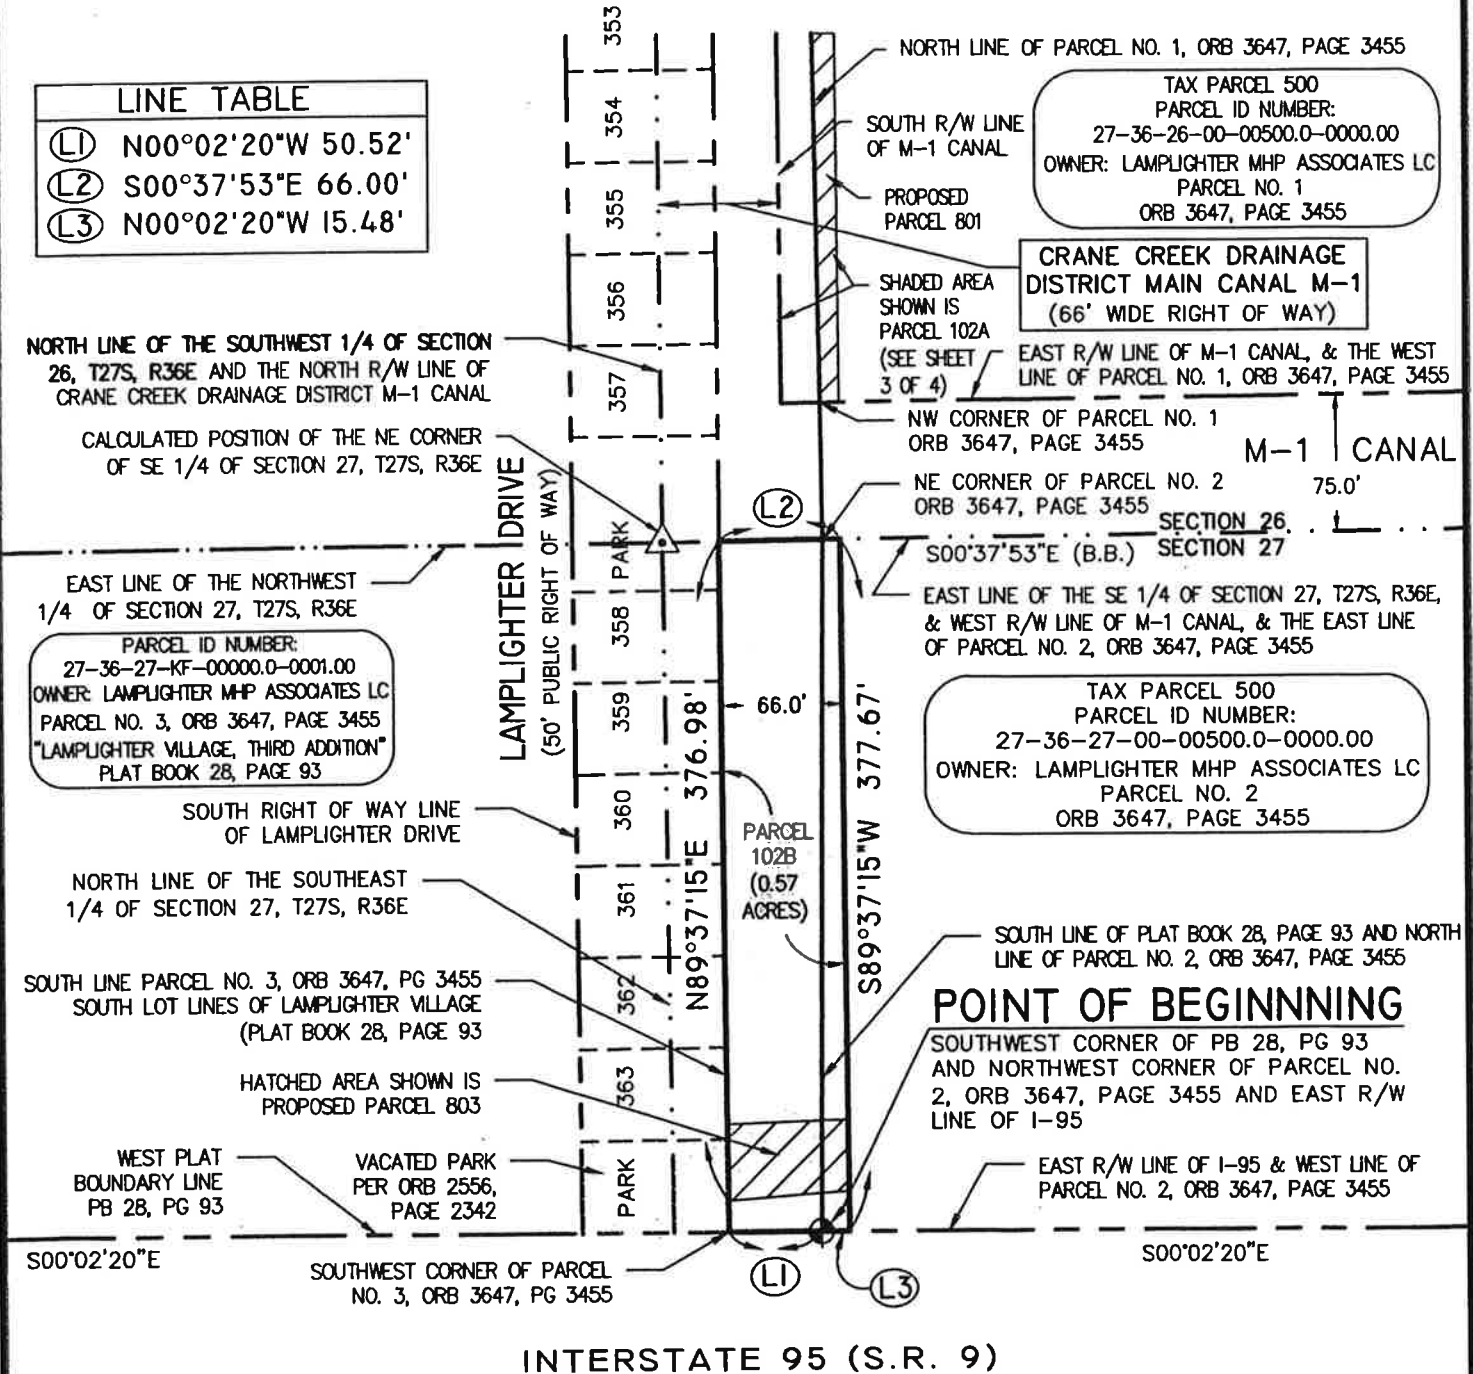 LINE TABLE
L1 N00°02'20"W 50.52'
L2 S00°37'53"E 66.00'
L3 N00°02'20"W 15.48'
353
354
355
356
357
NORTH LINE OF PARCEL NO. 1, ORB 3647, PAGE 3455
TAX PARCEL 500
PARCEL ID NUMBER:
27-36-26-00-00500.0-0000.00
OWNER: LAMPLIGHTER MHP ASSOCIATES LC
PARCEL NO. 1
ORB 3647, PAGE 3455
SOUTH R/W LINE
OF M-1 CANAL
PROPOSED
PARCEL 801
CRANE CREEK DRAINAGE
DISTRICT MAIN CANAL M-1
(66' WIDE RIGHT OF WAY)
SHADED AREA
SHOWN IS
PARCEL 102A
(SEE SHEET
3 OF 4)
EAST R/W LINE OF M-1 CANAL, & THE WEST
LINE OF PARCEL NO. 1, ORB 3647, PAGE 3455
NORTH LINE OF THE SOUTHWEST 1/4 OF SECTION
26, T27S, R36E AND THE NORTH R/W LINE OF
CRANE CREEK DRAINAGE DISTRICT M-1 CANAL
NW CORNER OF PARCEL NO. 1
ORB 3647, PAGE 3455
M-1 CANAL
75.0'
CALCULATED POSITION OF THE NE CORNER
OF SE 1/4 OF SECTION 27, T27S, R36E
NE CORNER OF PARCEL NO. 2
ORB 3647, PAGE 3455
LAMPLIGHTER DRIVE
(50' PUBLIC RIGHT OF WAY)
L2
SECTION 26
S00°37'53"E (B.B.) SECTION 27
PARK
358
359
360
361
362
363
PARK
EAST LINE OF THE NORTHWEST
1/4 OF SECTION 27, T27S, R36E
EAST LINE OF THE SE 1/4 OF SECTION 27, T27S, R36E,
& WEST R/W LINE OF M-1 CANAL, & THE EAST LINE
OF PARCEL NO. 2, ORB 3647, PAGE 3455
PARCEL ID NUMBER:
27-36-27-KF-00000.0-0001.00
OWNER: LAMPLIGHTER MHP ASSOCIATES LC
PARCEL NO. 3, ORB 3647, PAGE 3455
"LAMPLIGHTER VILLAGE, THIRD ADDITION"
PLAT BOOK 28, PAGE 93
66.0'
N89°37'15"E 376.98'
S89°37'15"W 377.67'
TAX PARCEL 500
PARCEL ID NUMBER:
27-36-27-00-00500.0-0000.00
OWNER: LAMPLIGHTER MHP ASSOCIATES LC
PARCEL NO. 2
ORB 3647, PAGE 3455
SOUTH RIGHT OF WAY LINE
OF LAMPLIGHTER DRIVE
PARCEL
102B
(0.57
ACRES)
NORTH LINE OF THE SOUTHEAST
1/4 OF SECTION 27, T27S, R36E
SOUTH LINE OF PLAT BOOK 28, PAGE 93 AND NORTH
LINE OF PARCEL NO. 2, ORB 3647, PAGE 3455
SOUTH LINE PARCEL NO. 3, ORB 3647, PG 3455
SOUTH LOT LINES OF LAMPLIGHTER VILLAGE
(PLAT BOOK 28, PAGE 93
POINT OF BEGINNNING
SOUTHWEST CORNER OF PB 28, PG 93
AND NORTHWEST CORNER OF PARCEL NO.
2, ORB 3647, PAGE 3455 AND EAST R/W
LINE OF I-95
HATCHED AREA SHOWN IS
PROPOSED PARCEL 803
WEST PLAT
BOUNDARY LINE
PB 28, PG 93
VACATED PARK
PER ORB 2556,
PAGE 2342
EAST R/W LINE OF I-95 & WEST LINE OF
PARCEL NO. 2, ORB 3647, PAGE 3455
S00°02'20"E
S00°02'20"E
SOUTHWEST CORNER OF PARCEL
NO. 3, ORB 3647, PG 3455
L1
L3
INTERSTATE 95 (S.R. 9)